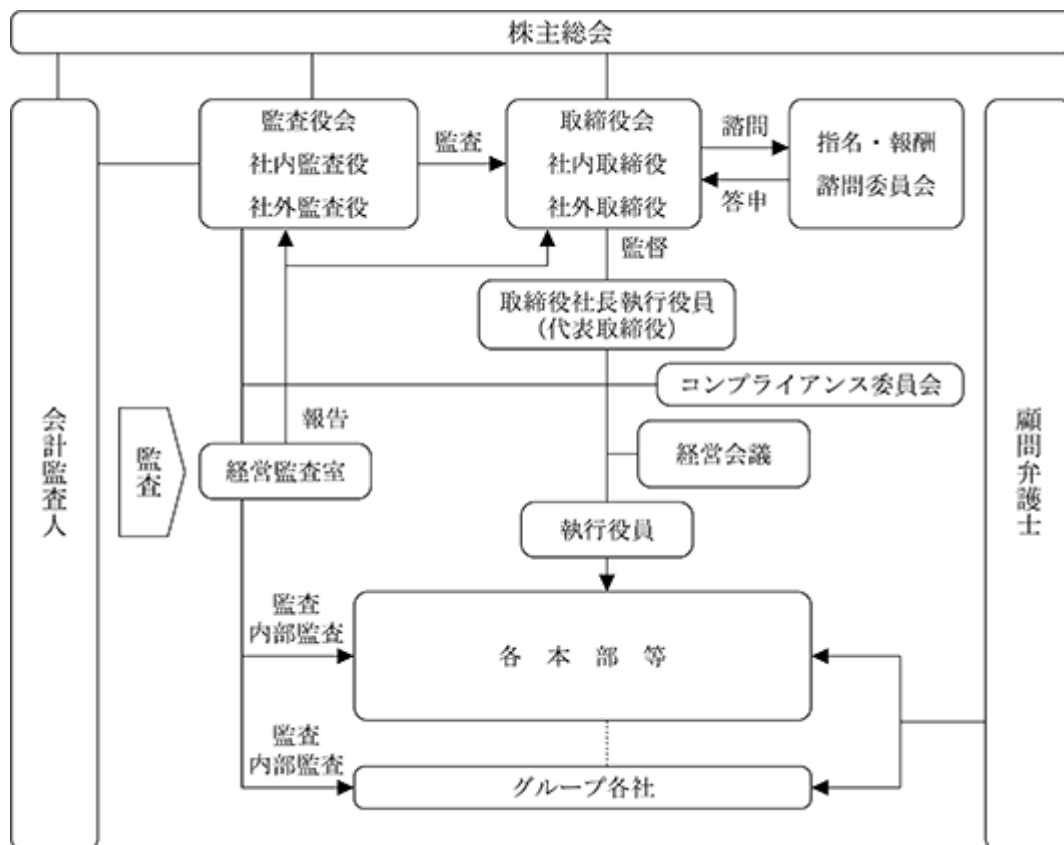 株主総会
監査役会
社内監査役
社外監査役
監査
取締役会
社内取締役
社外取締役
諮問
答申
指名・報酬
諮問委員会
監督
取締役社長執行役員
(代表取締役)
コンプライアンス委員会
会計監査人
監査
報告
経営監査室
経営会議
顧問弁護士
執行役員
監査
内部監査
各本部等
監査
内部監査
グループ各社